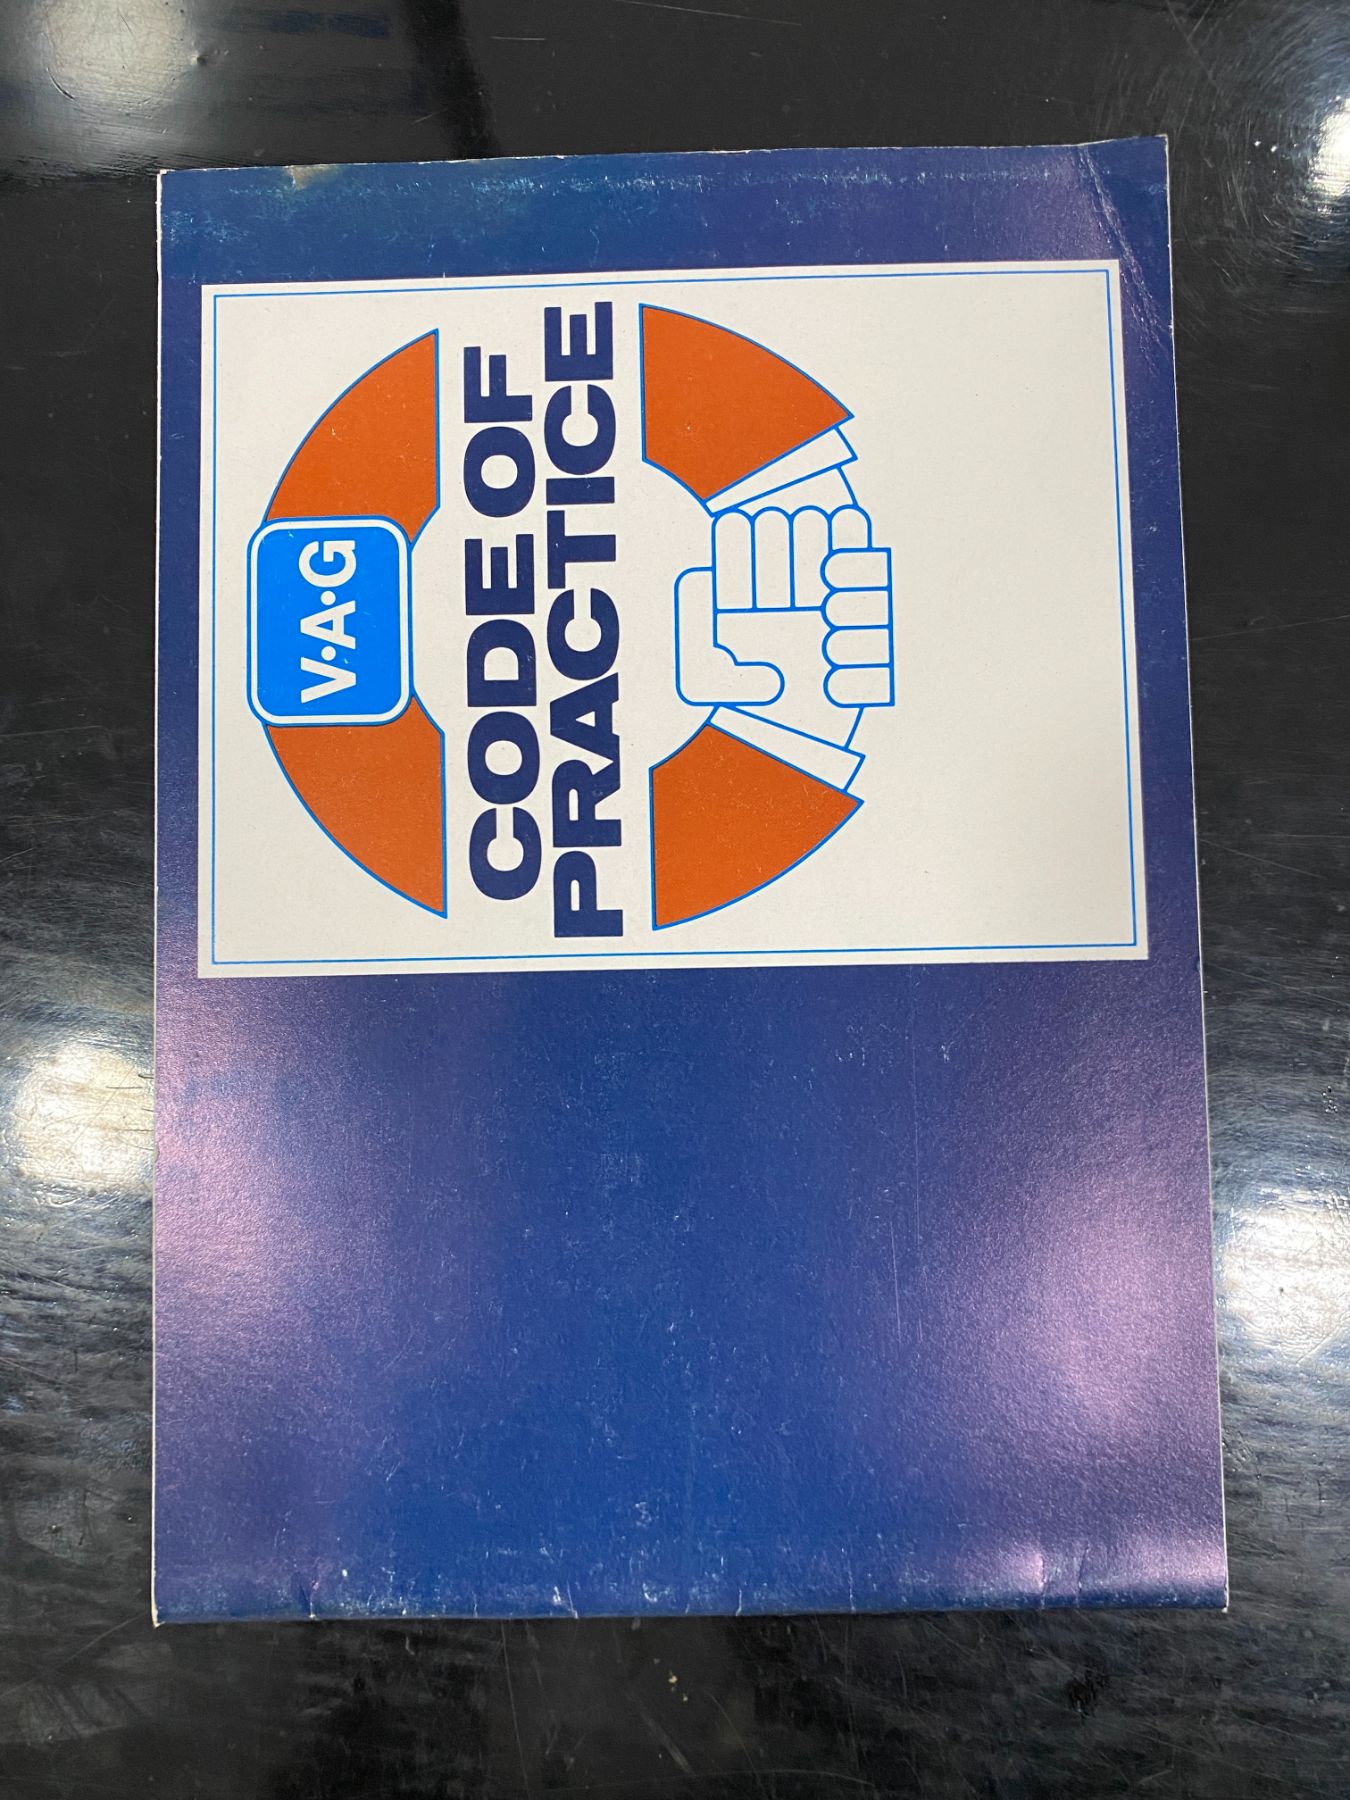 V·A·G
CODE OF
PRACTICE